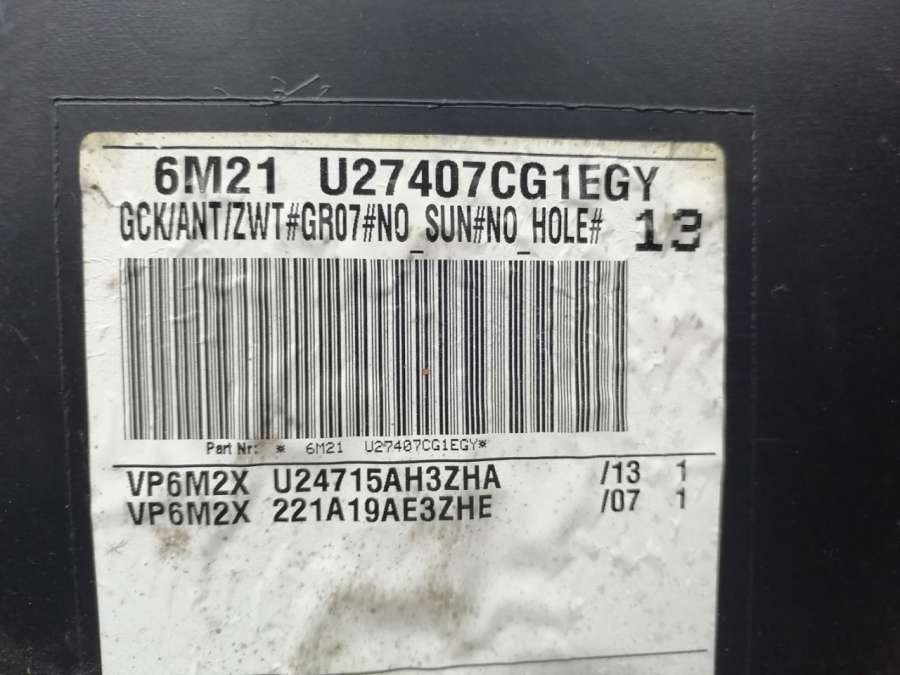 6M21 U27407CG1EGY
GCK/ANT/ZWT#GR07#NO_SUN#NO_HOLE# 13
Part Nr: * 6M21 U27407CG1EGY*
VP6M2X U24715AH3ZHA /13 1
VP6M2X 221A19AE3ZHE /07 1